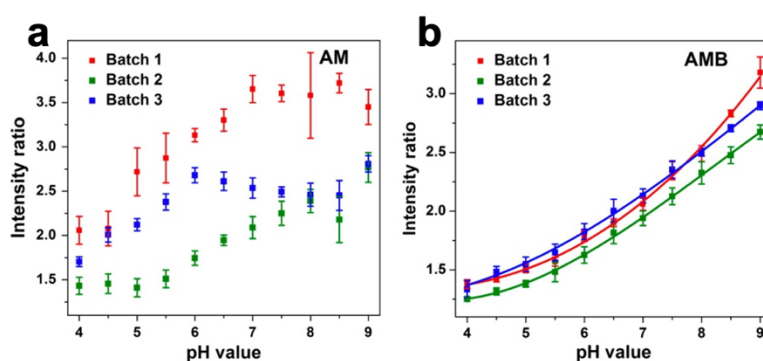 a
AM
Batch 1
Batch 2
Batch 3
Intensity ratio
4.0
3.5
3.0
2.5
2.0
1.5
4 5 6 7 8 9
pH value
b
AMB
Batch 1
Batch 2
Batch 3
Intensity ratio
3.0
2.5
2.0
1.5
1.0
4 5 6 7 8 9
pH value